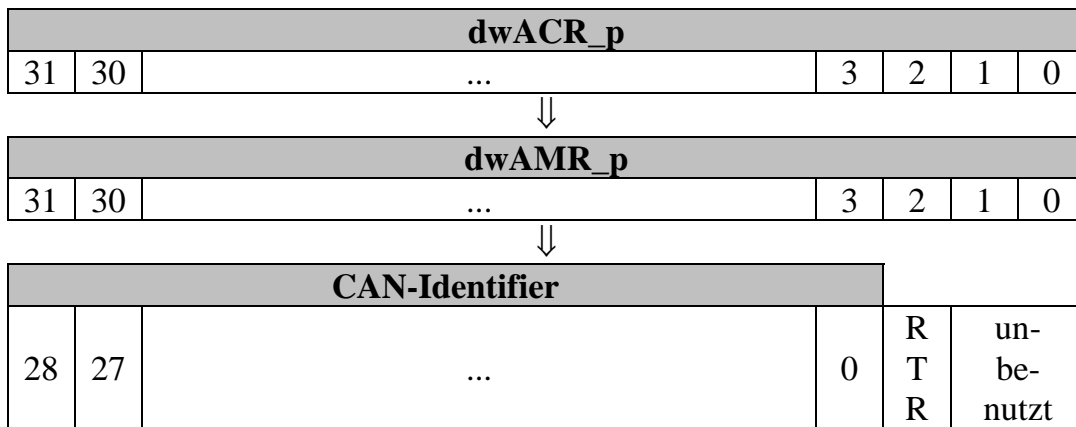 dwACR_p
31 30 ... 3 2 1 0
⇓
dwAMR_p
31 30 ... 3 2 1 0
⇓
CAN-Identifier
R un-
28 27 ... 0 T be-
R nutzt